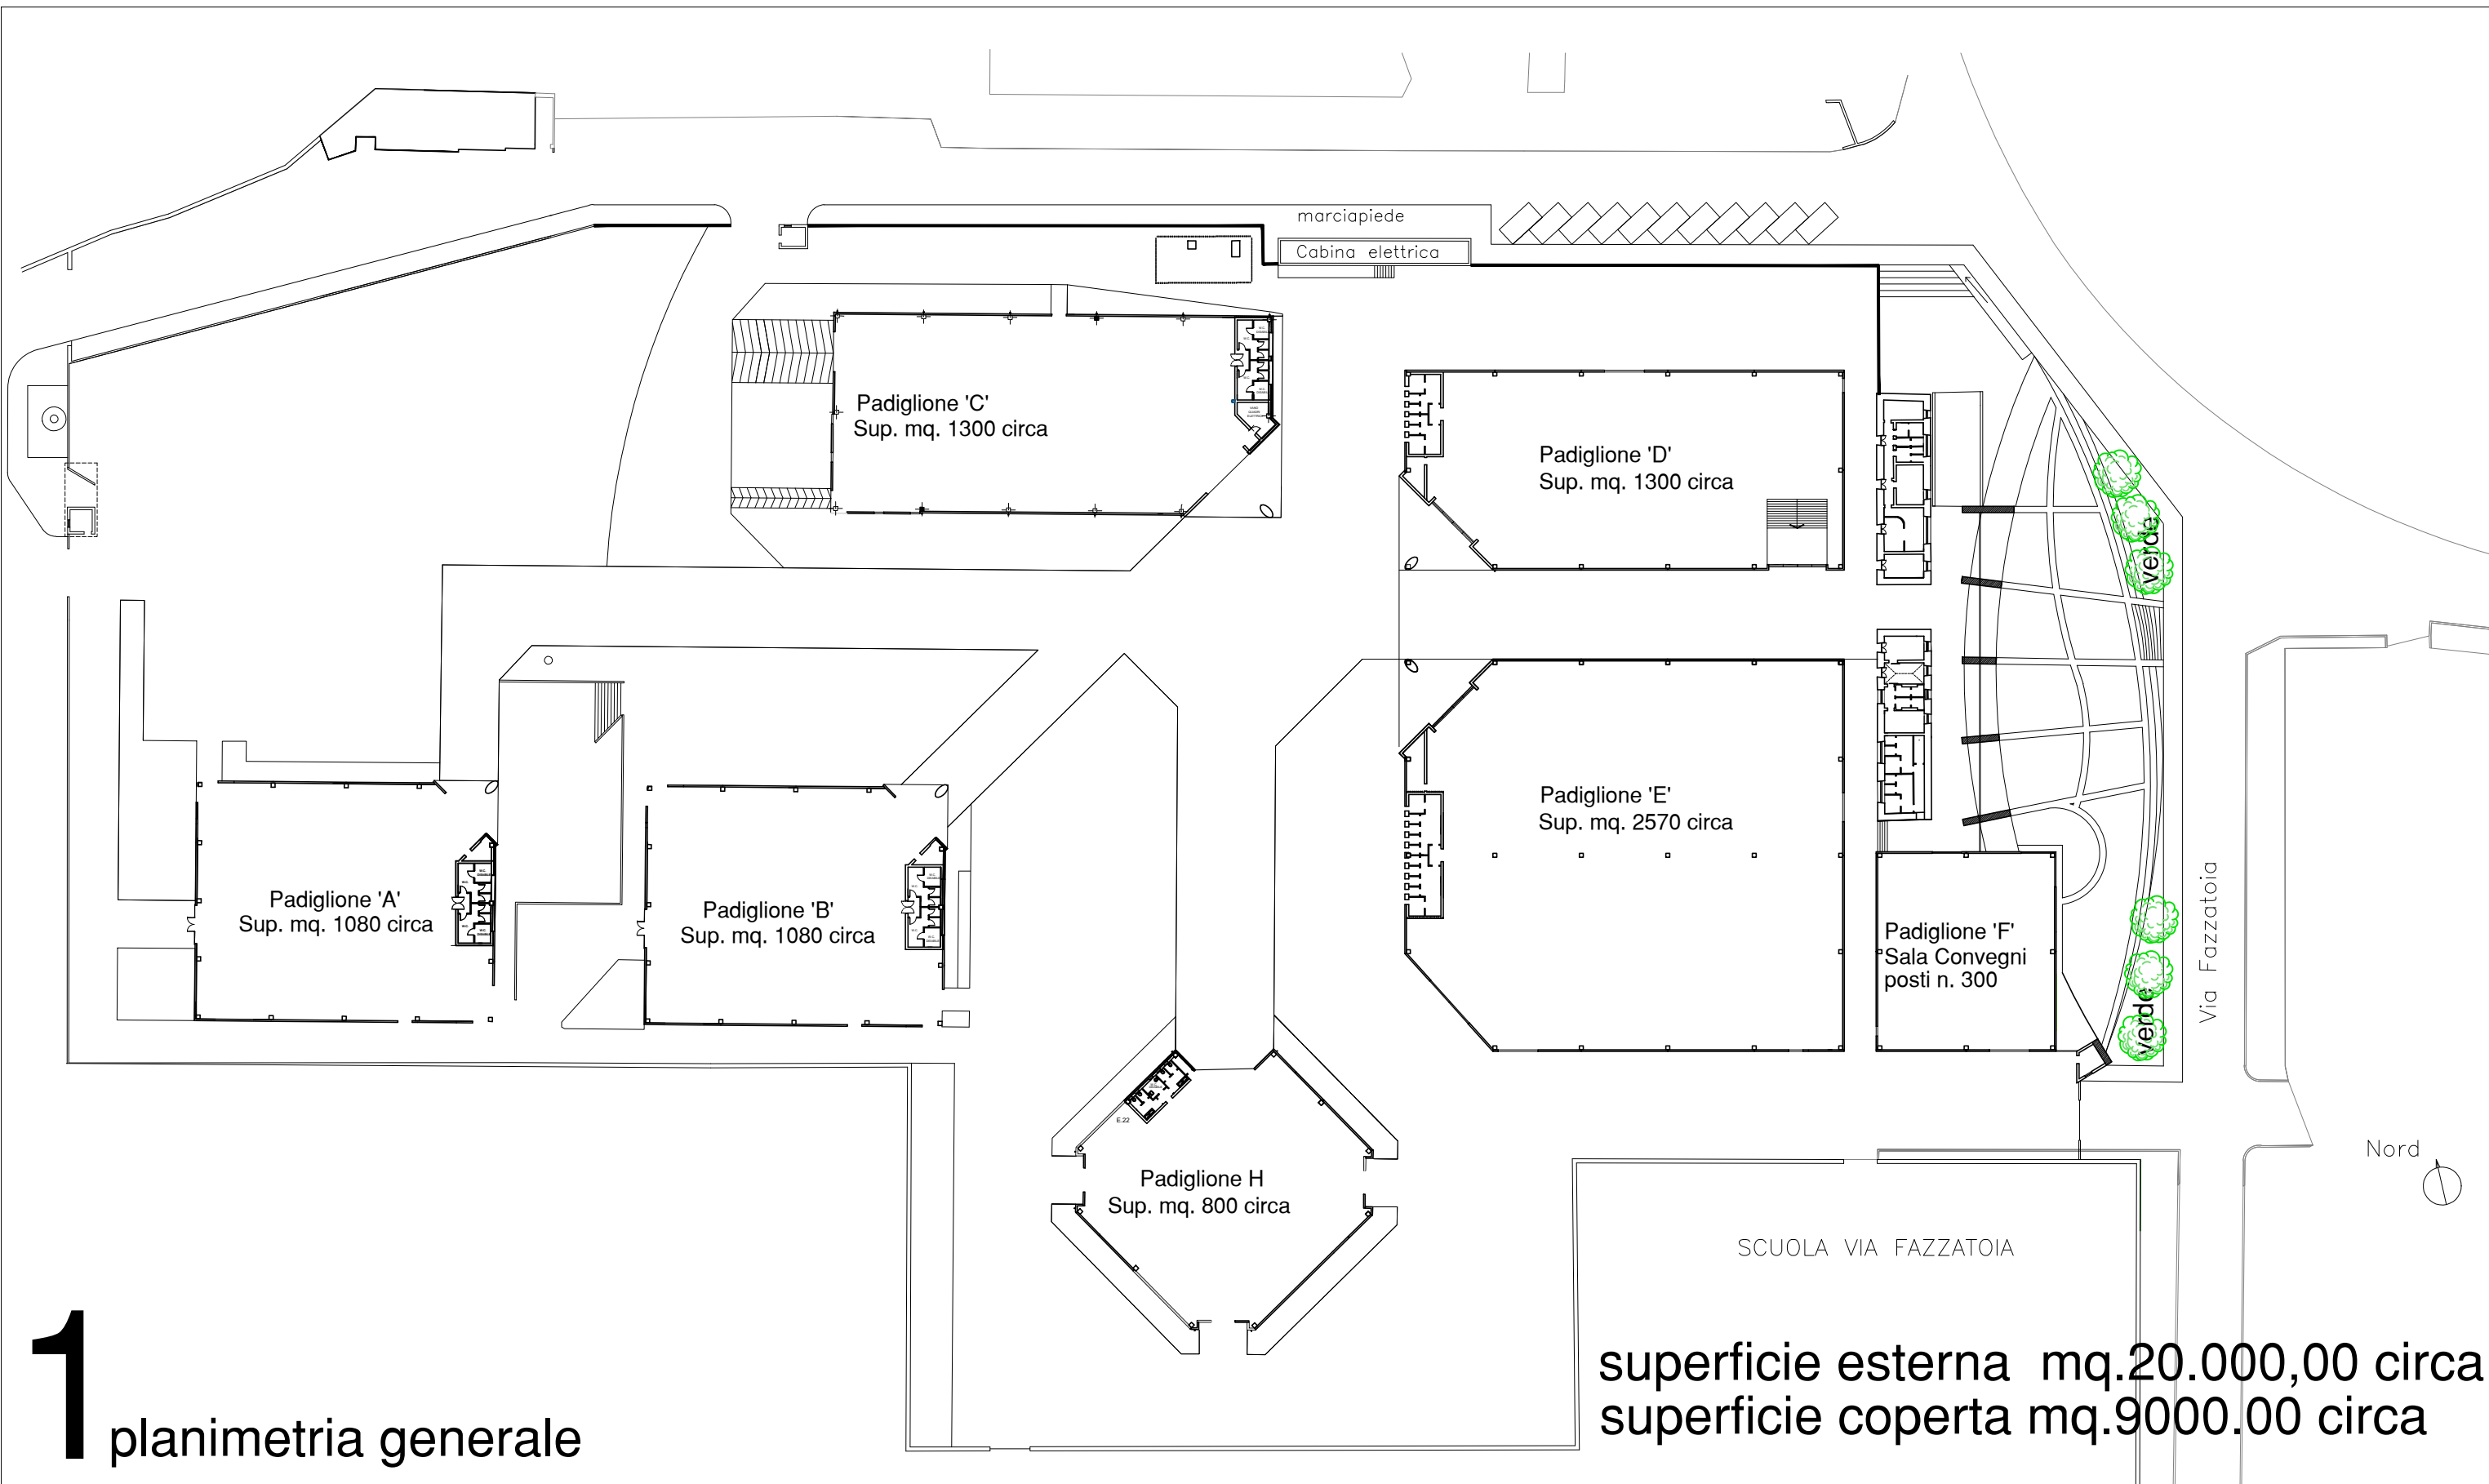 marciapiede
Cabina elettrica
Padiglione 'C'
Sup. mq. 1300 circa
Padiglione 'D'
Sup. mq. 1300 circa
verde
Padiglione 'E'
Sup. mq. 2570 circa
Padiglione 'A'
Sup. mq. 1080 circa
Padiglione 'B'
Sup. mq. 1080 circa
Padiglione 'F'
Sala Convegni
posti n. 300
verde
Via Fazzatoia
E.22
Padiglione H
Sup. mq. 800 circa
Nord
SCUOLA VIA FAZZATOIA
1
planimetria generale
superficie esterna mq.20.000,00 circa
superficie coperta mq.9000.00 circa